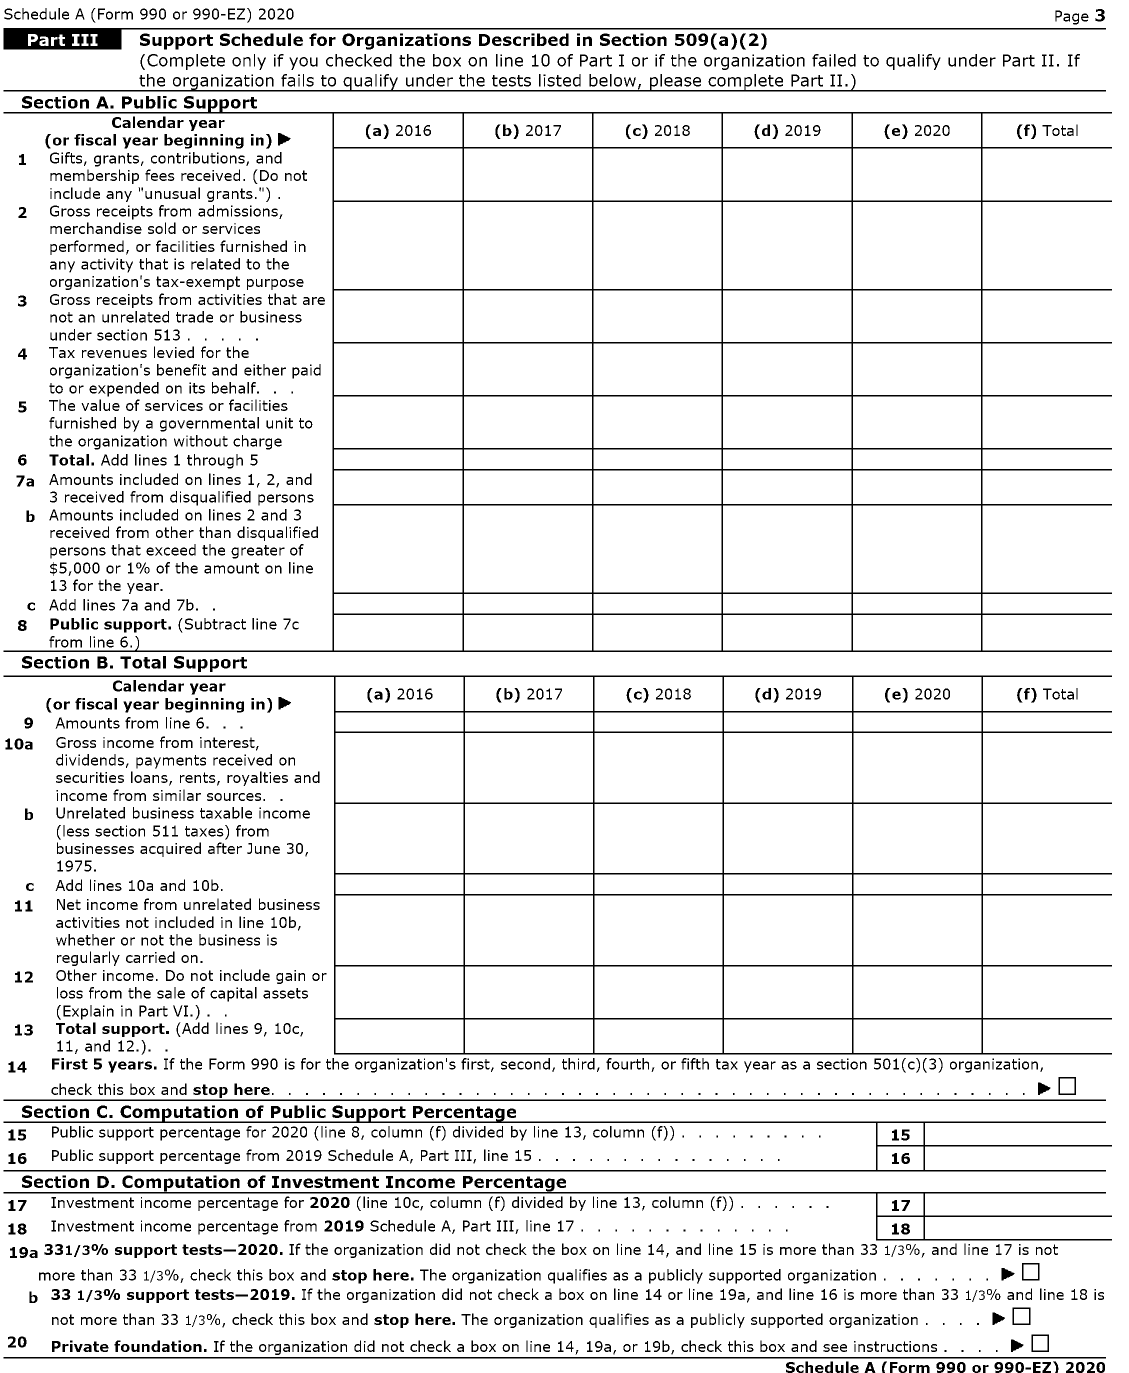 Schedule A (Form 990 or 990-EZ) 2020 Page 3
Part III Support Schedule for Organizations Described in Section 509(a)(2)
(Complete only if you checked the box on line 10 of Part I or if the organization failed to qualify under Part II. If
the organization fails to qualify under the tests listed below, please complete Part II.)
Section A. Public Support
Calendar year
(or fiscal year beginning in) ▶ (a) 2016 (b) 2017 (c) 2018 (d) 2019 (e) 2020 (f) Total
1 Gifts, grants, contributions, and
membership fees received. (Do not
include any "unusual grants.") .
2 Gross receipts from admissions,
merchandise sold or services
performed, or facilities furnished in
any activity that is related to the
organization's tax-exempt purpose
3 Gross receipts from activities that are
not an unrelated trade or business
under section 513 . . . . .
4 Tax revenues levied for the
organization's benefit and either paid
to or expended on its behalf. . .
5 The value of services or facilities
furnished by a governmental unit to
the organization without charge
6 Total. Add lines 1 through 5
7a Amounts included on lines 1, 2, and
3 received from disqualified persons
b Amounts included on lines 2 and 3
received from other than disqualified
persons that exceed the greater of
$5,000 or 1% of the amount on line
13 for the year.
c Add lines 7a and 7b. .
8 Public support. (Subtract line 7c
from line 6.)
Section B. Total Support
Calendar year
(or fiscal year beginning in) ▶ (a) 2016 (b) 2017 (c) 2018 (d) 2019 (e) 2020 (f) Total
9 Amounts from line 6. . .
10a Gross income from interest,
dividends, payments received on
securities loans, rents, royalties and
income from similar sources. .
b Unrelated business taxable income
(less section 511 taxes) from
businesses acquired after June 30,
1975.
c Add lines 10a and 10b.
11 Net income from unrelated business
activities not included in line 10b,
whether or not the business is
regularly carried on.
12 Other income. Do not include gain or
loss from the sale of capital assets
(Explain in Part VI.) . .
13 Total support. (Add lines 9, 10c,
11, and 12.). .
14 First 5 years. If the Form 990 is for the organization's first, second, third, fourth, or fifth tax year as a section 501(c)(3) organization,
check this box and stop here. . . . . . . . . . . . . . . . . . . . . . . . . . . . . . . . . . . . . . . . . . ▶ ☐
Section C. Computation of Public Support Percentage
15 Public support percentage for 2020 (line 8, column (f) divided by line 13, column (f)) . . . . . . . . . 15
16 Public support percentage from 2019 Schedule A, Part III, line 15 . . . . . . . . . . . . . . 16
Section D. Computation of Investment Income Percentage
17 Investment income percentage for 2020 (line 10c, column (f) divided by line 13, column (f)) . . . . . . 17
18 Investment income percentage from 2019 Schedule A, Part III, line 17 . . . . . . . . . . . . 18
19a 331/3% support tests—2020. If the organization did not check the box on line 14, and line 15 is more than 33 1/3%, and line 17 is not
more than 33 1/3%, check this box and stop here. The organization qualifies as a publicly supported organization . . . . . . . ▶ ☐
b 33 1/3% support tests—2019. If the organization did not check a box on line 14 or line 19a, and line 16 is more than 33 1/3% and line 18 is
not more than 33 1/3%, check this box and stop here. The organization qualifies as a publicly supported organization . . . . ▶ ☐
20 Private foundation. If the organization did not check a box on line 14, 19a, or 19b, check this box and see instructions . . . . ▶ ☐
Schedule A (Form 990 or 990-EZ) 2020